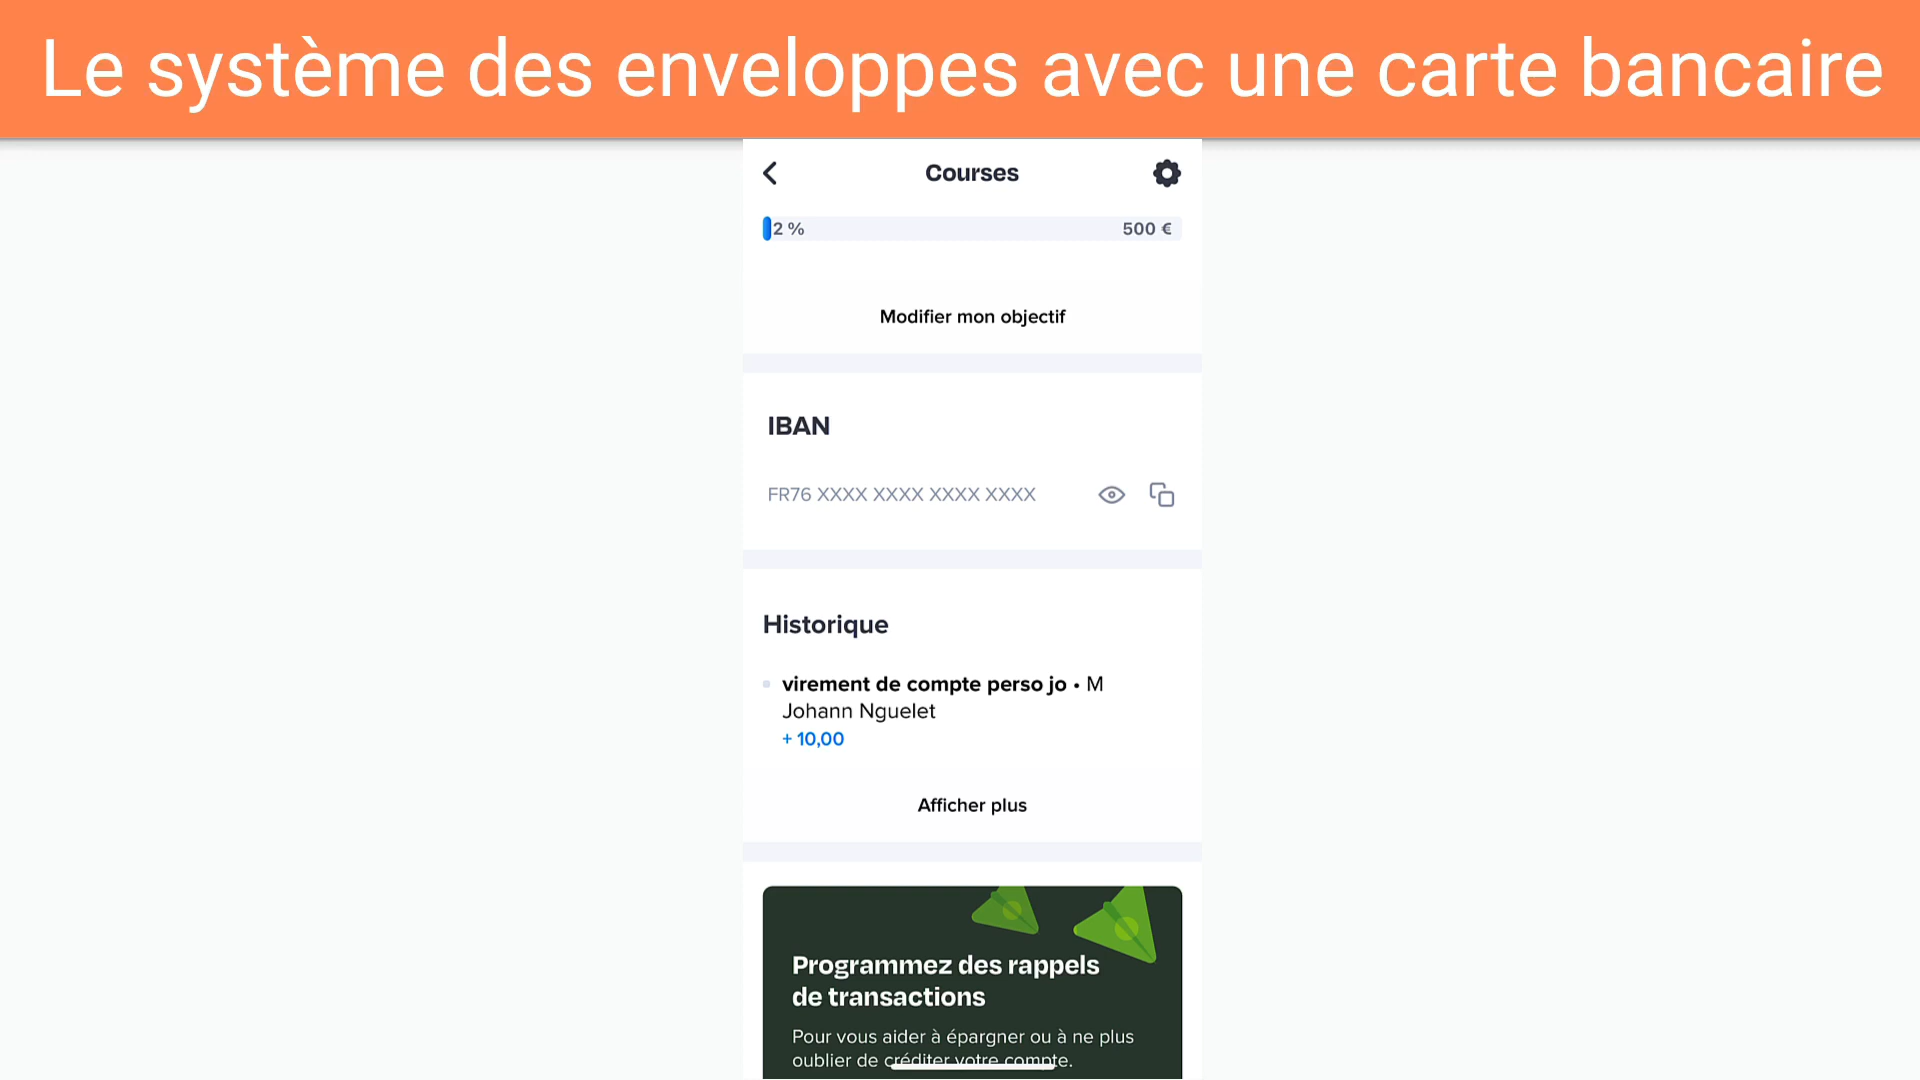 Le système des enveloppes avec une carte bancaire
Courses
2 % 500 €
Modifier mon objectif
IBAN
FR76 XXXX XXXX XXXX XXXX
Historique
virement de compte perso jo • M
Johann Nguelet
+ 10,00
Afficher plus
Programmez des rappels
de transactions
Pour vous aider à épargner ou à ne plus
oublier de créditer votre compte.